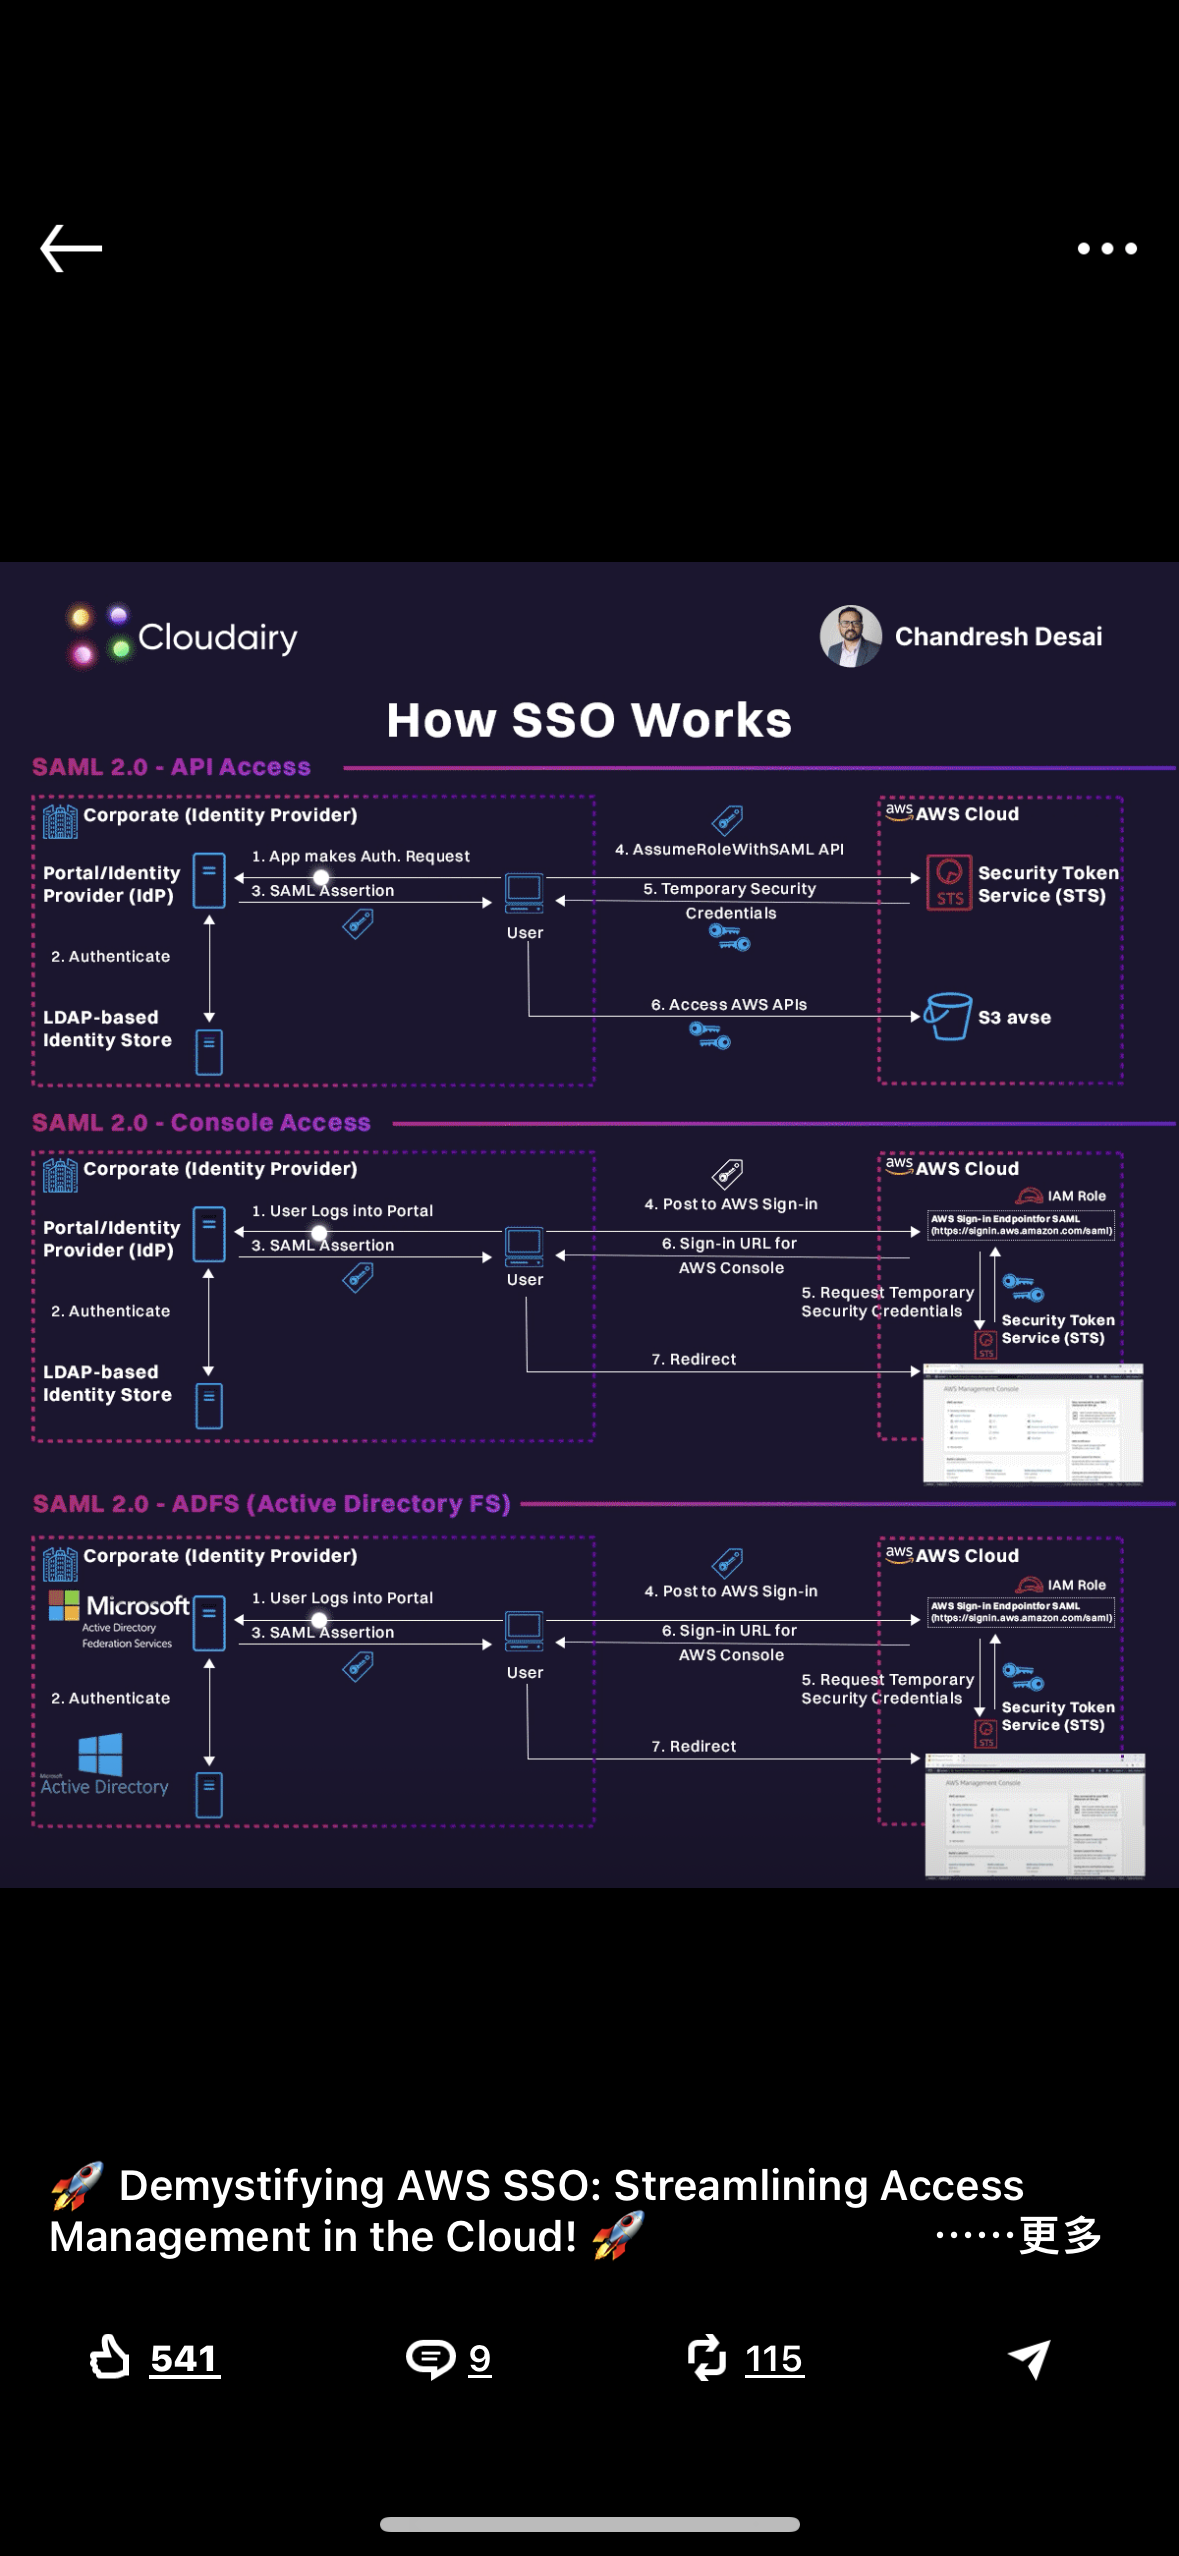 Cloudairy
Chandresh Desai
How SSO Works
SAML 2.0 - API Access
Corporate (Identity Provider)
Portal/Identity
Provider (IdP)
1. App makes Auth. Request
3. SAML Assertion
User
2. Authenticate
LDAP-based
Identity Store
4. AssumeRoleWithSAML API
5. Temporary Security
Credentials
6. Access AWS APIs
aws AWS Cloud
Security Token
Service (STS)
STS
S3 avse
SAML 2.0 - Console Access
Corporate (Identity Provider)
Portal/Identity
Provider (IdP)
1. User Logs into Portal
3. SAML Assertion
User
2. Authenticate
LDAP-based
Identity Store
4. Post to AWS Sign-in
6. Sign-in URL for
AWS Console
5. Request Temporary
Security Credentials
7. Redirect
aws AWS Cloud
IAM Role
AWS Sign-in Endpointfor SAML
(https://signin.aws.amazon.com/saml)
Security Token
Service (STS)
STS
AWS Management Console
SAML 2.0 - ADFS (Active Directory FS)
Corporate (Identity Provider)
Microsoft
Active Directory
Federation Services
1. User Logs into Portal
3. SAML Assertion
User
2. Authenticate
Microsoft
Active Directory
4. Post to AWS Sign-in
6. Sign-in URL for
AWS Console
5. Request Temporary
Security Credentials
7. Redirect
aws AWS Cloud
IAM Role
AWS Sign-in Endpointfor SAML
(https://signin.aws.amazon.com/saml)
Security Token
Service (STS)
STS
AWS Management Console
🚀 Demystifying AWS SSO: Streamlining Access
Management in the Cloud! 🚀 ……更多
541
9
115